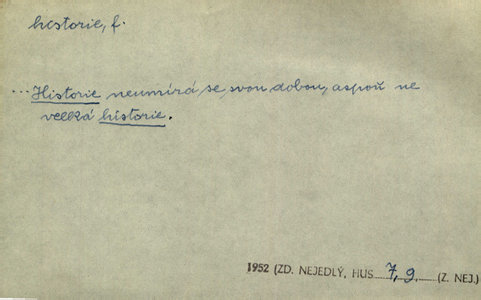 historie, f.
... Historie neumírá se svou dobou, aspoň ne
velká historie.
1952 (ZD. NEJEDLÝ, HUS 7, 9. (Z. NEJ.)